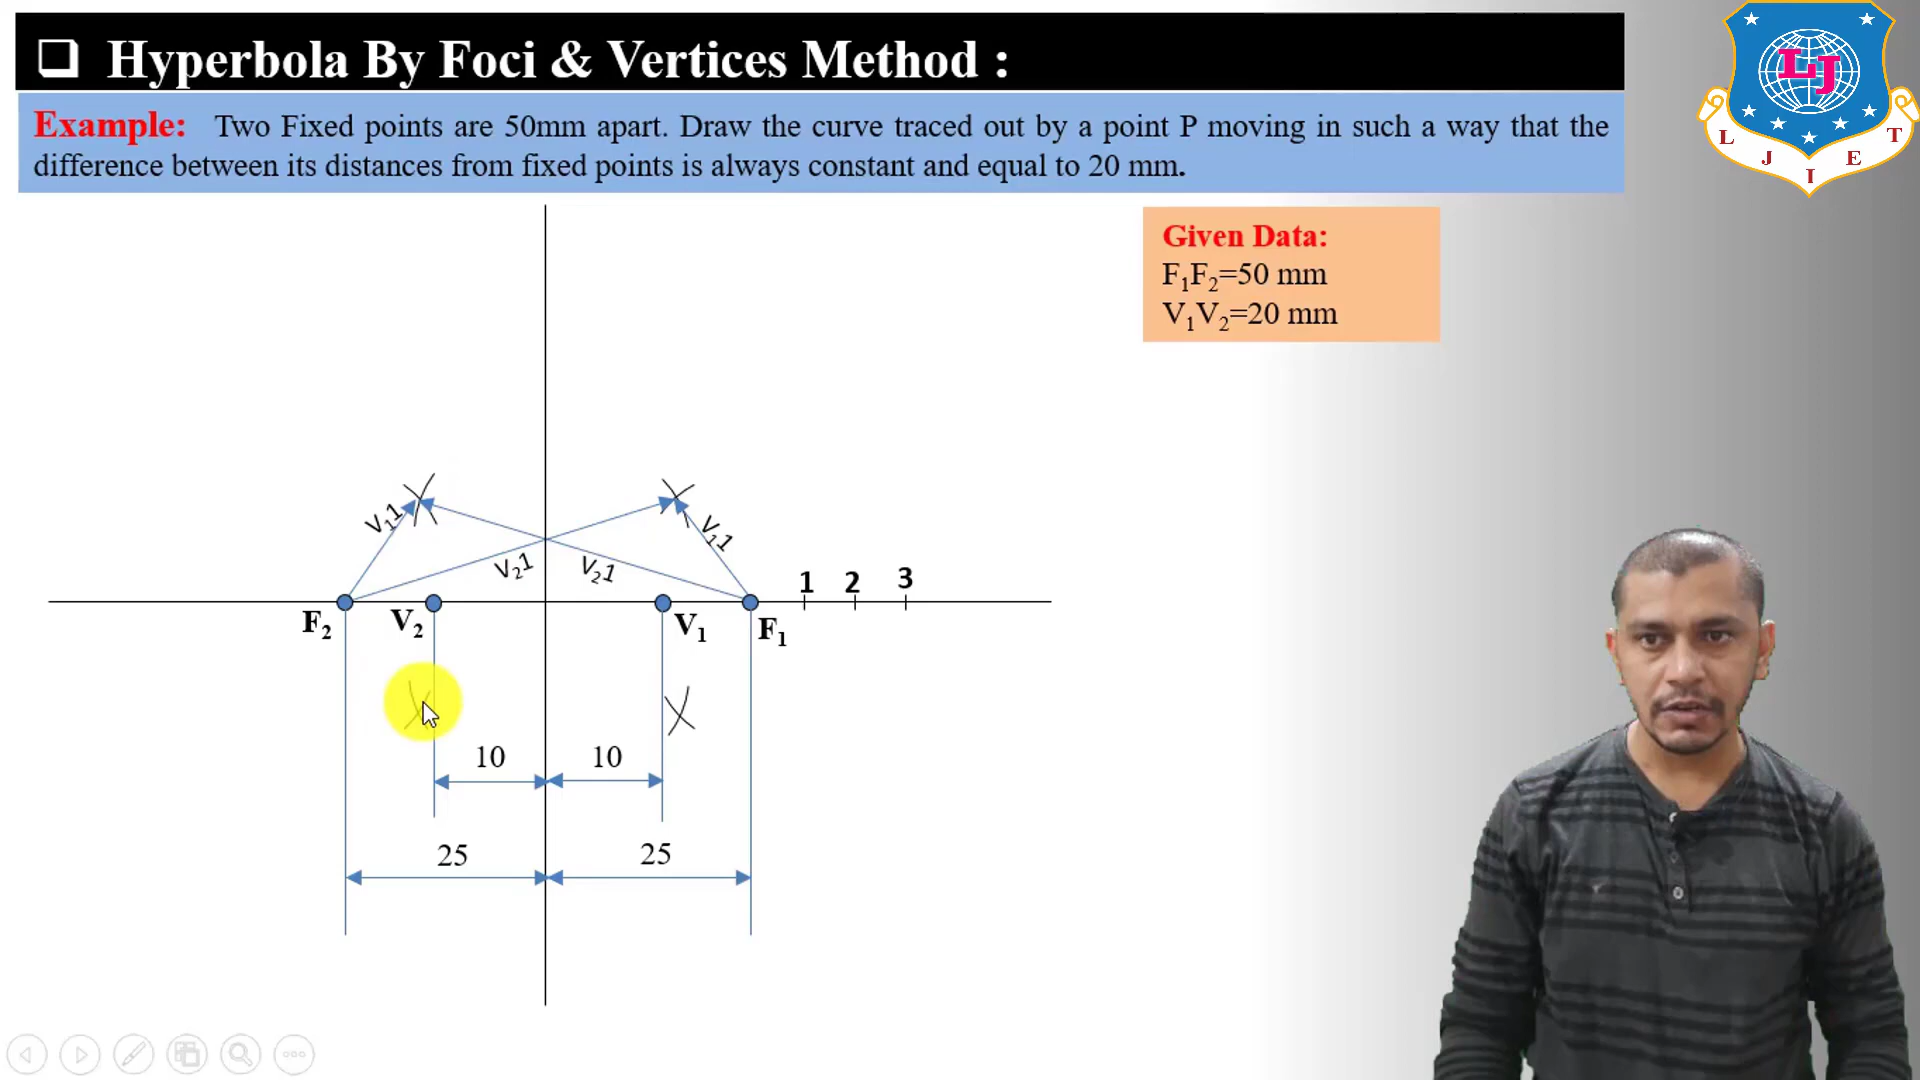 ❑ Hyperbola By Foci & Vertices Method :
Example: Two Fixed points are 50mm apart. Draw the curve traced out by a point P moving in such a way that the
difference between its distances from fixed points is always constant and equal to 20 mm.
LJ
L J I E T
Given Data:
F₁F₂=50 mm
V₁V₂=20 mm
V₁1
V₁1
V₂1
V₂1
1 2 3
F₂ V₂ V₁ F₁
10 10
25 25